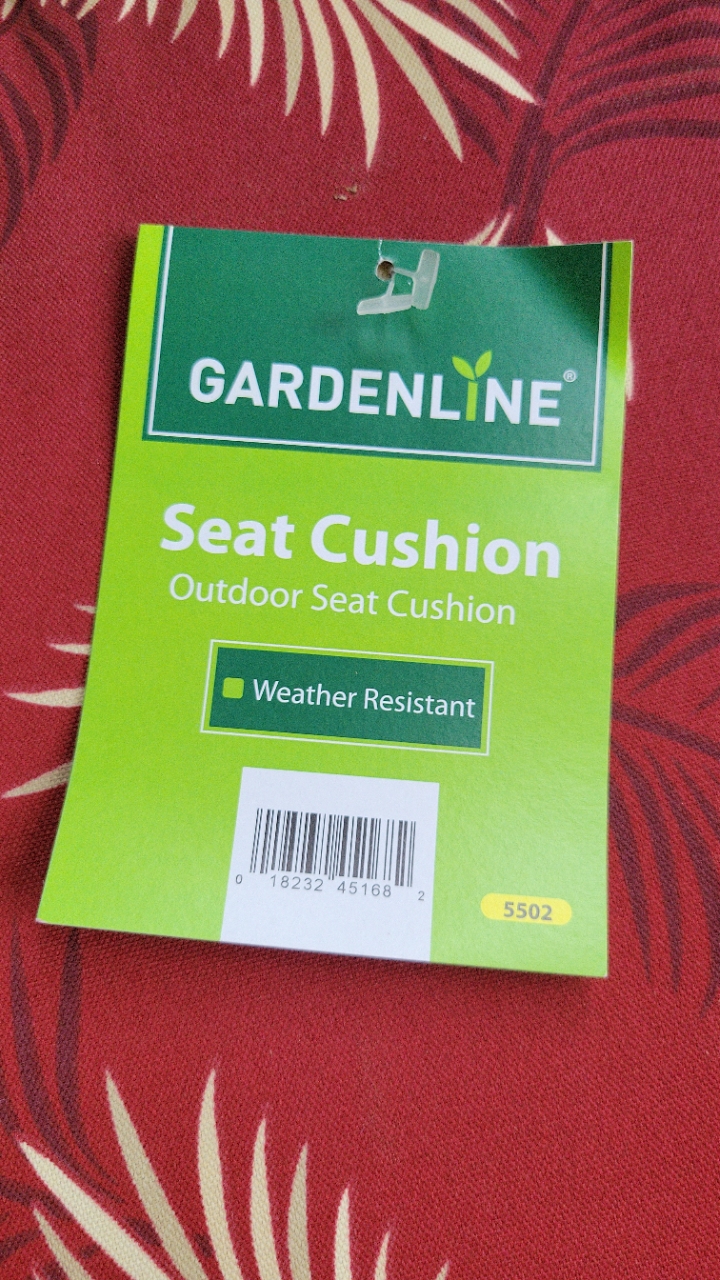 GARDENLINE®
Seat Cushion
Outdoor Seat Cushion
Weather Resistant
0 18232 45168 2
5502